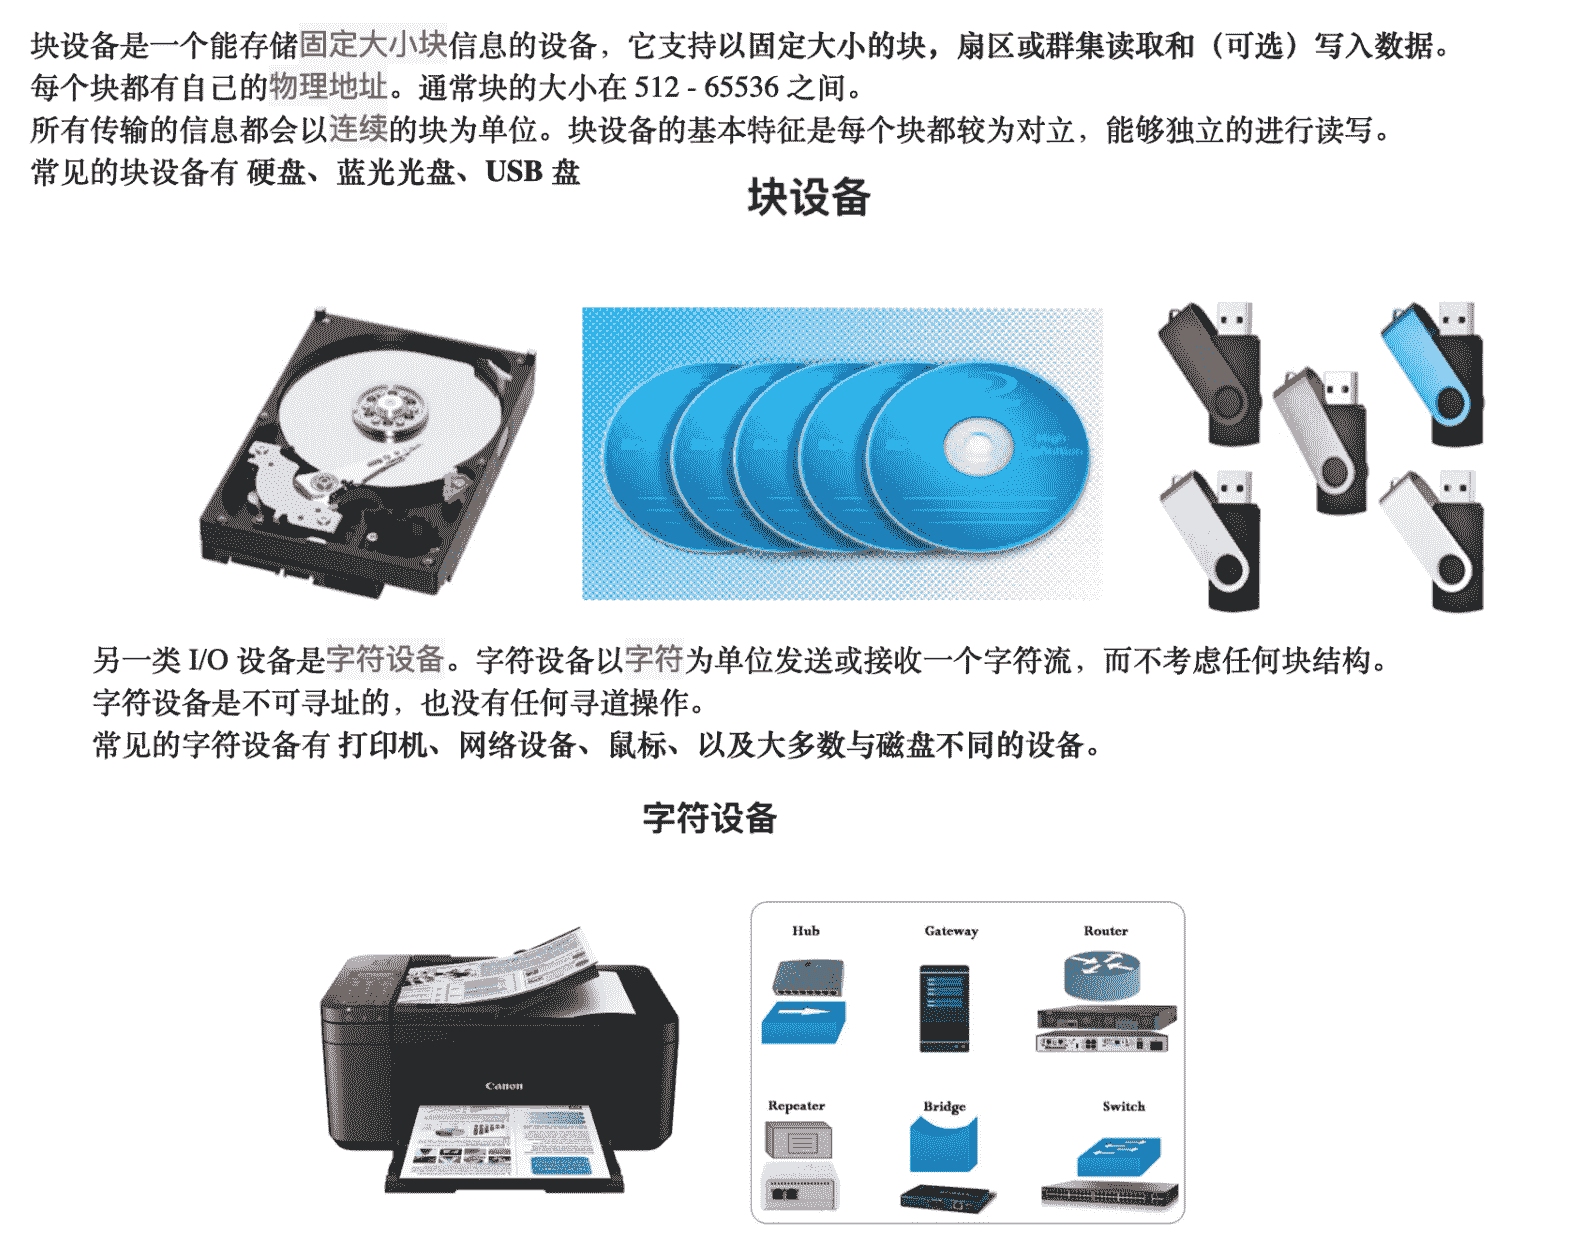 块设备是一个能存储固定大小块信息的设备，它支持以固定大小的块，扇区或群集读取和（可选）写入数据。
每个块都有自己的物理地址。通常块的大小在 512 - 65536 之间。
所有传输的信息都会以连续的块为单位。块设备的基本特征是每个块都较为对立，能够独立的进行读写。
常见的块设备有 硬盘、蓝光光盘、USB 盘
块设备
另一类 I/O 设备是字符设备。字符设备以字符为单位发送或接收一个字符流，而不考虑任何块结构。
字符设备是不可寻址的，也没有任何寻道操作。
常见的字符设备有 打印机、网络设备、鼠标、以及大多数与磁盘不同的设备。
字符设备
Canon
Hub Gateway Router
Repeater Bridge Switch